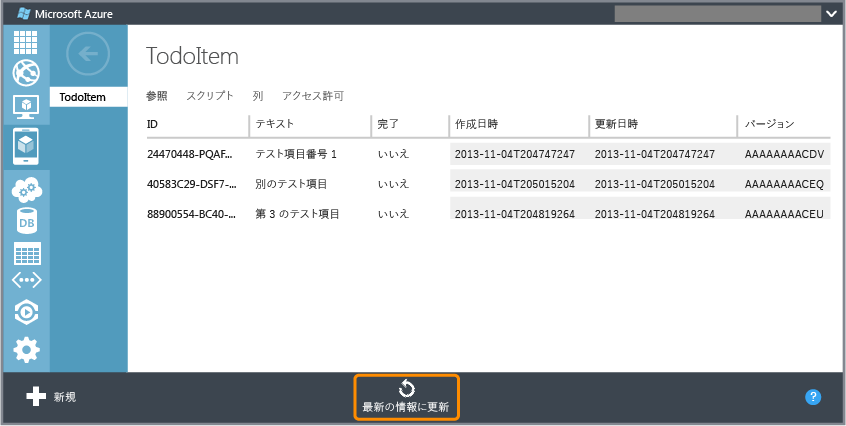 Microsoft Azure
TodoItem
TodoItem
参照 スクリプト 列 アクセス許可
ID テキスト 完了 作成日時 更新日時 バージョン
24470448-PQAF... テスト項目番号 1 いいえ 2013-11-04T204747247 2013-11-04T204747247 AAAAAAAACDV
40583C29-DSF7-... 別のテスト項目 いいえ 2013-11-04T205015204 2013-11-04T205015204 AAAAAAAACEQ
88900554-BC40-... 第 3 のテスト項目 いいえ 2013-11-04T204819264 2013-11-04T204819264 AAAAAAAACEU
DB
新規
最新の情報に更新
?